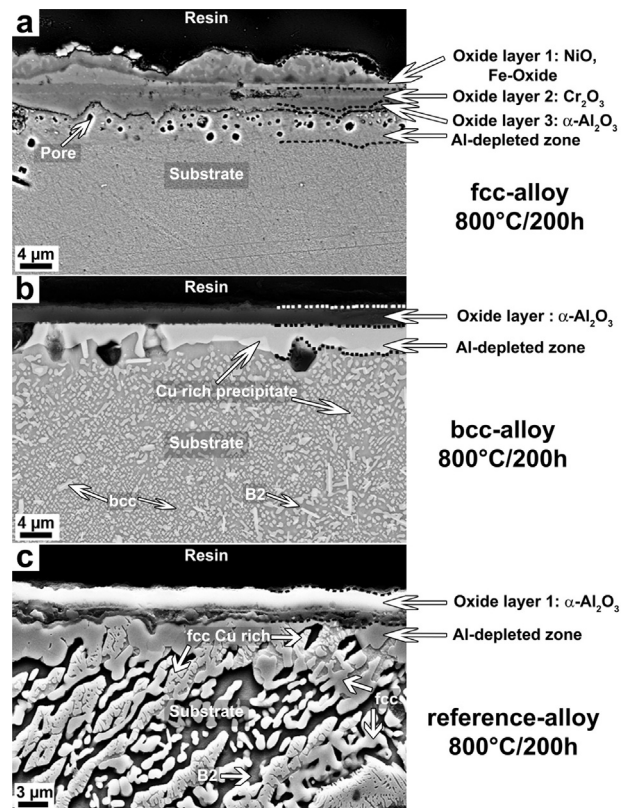 a
Resin
Oxide layer 1: NiO,
Fe-Oxide
Oxide layer 2: Cr₂O₃
Oxide layer 3: α-Al₂O₃
Al-depleted zone
Pore
Substrate
4 µm
fcc-alloy
800°C/200h
b
Resin
Oxide layer : α-Al₂O₃
Al-depleted zone
Cu rich precipitate
Substrate
bcc
B2
4 µm
bcc-alloy
800°C/200h
c
Resin
Oxide layer 1: α-Al₂O₃
fcc Cu rich
Al-depleted zone
fcc
Substrate
B2
3 µm
reference-alloy
800°C/200h